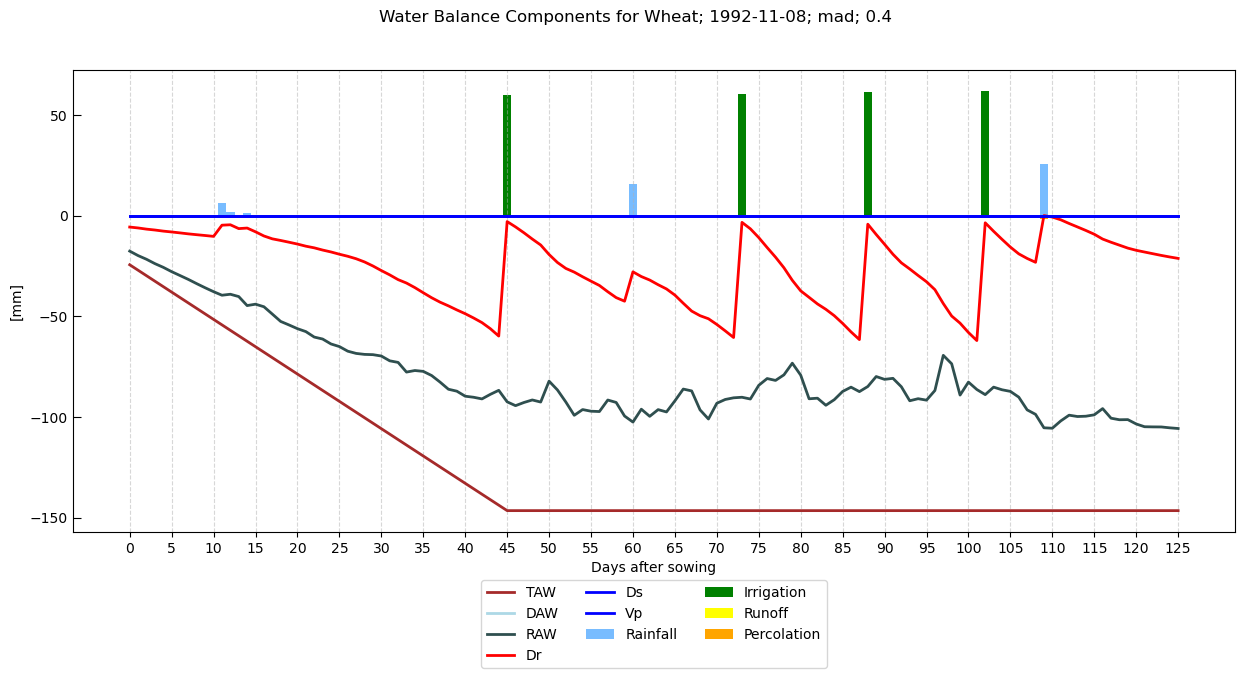 Water Balance Components for Wheat; 1992-11-08; mad; 0.4
50
0
−50
−100
−150
[mm]
0 5 10 15 20 25 30 35 40 45 50 55 60 65 70 75 80 85 90 95 100 105 110 115 120 125
Days after sowing
TAW Ds Irrigation
DAW Vp Runoff
RAW Rainfall Percolation
Dr